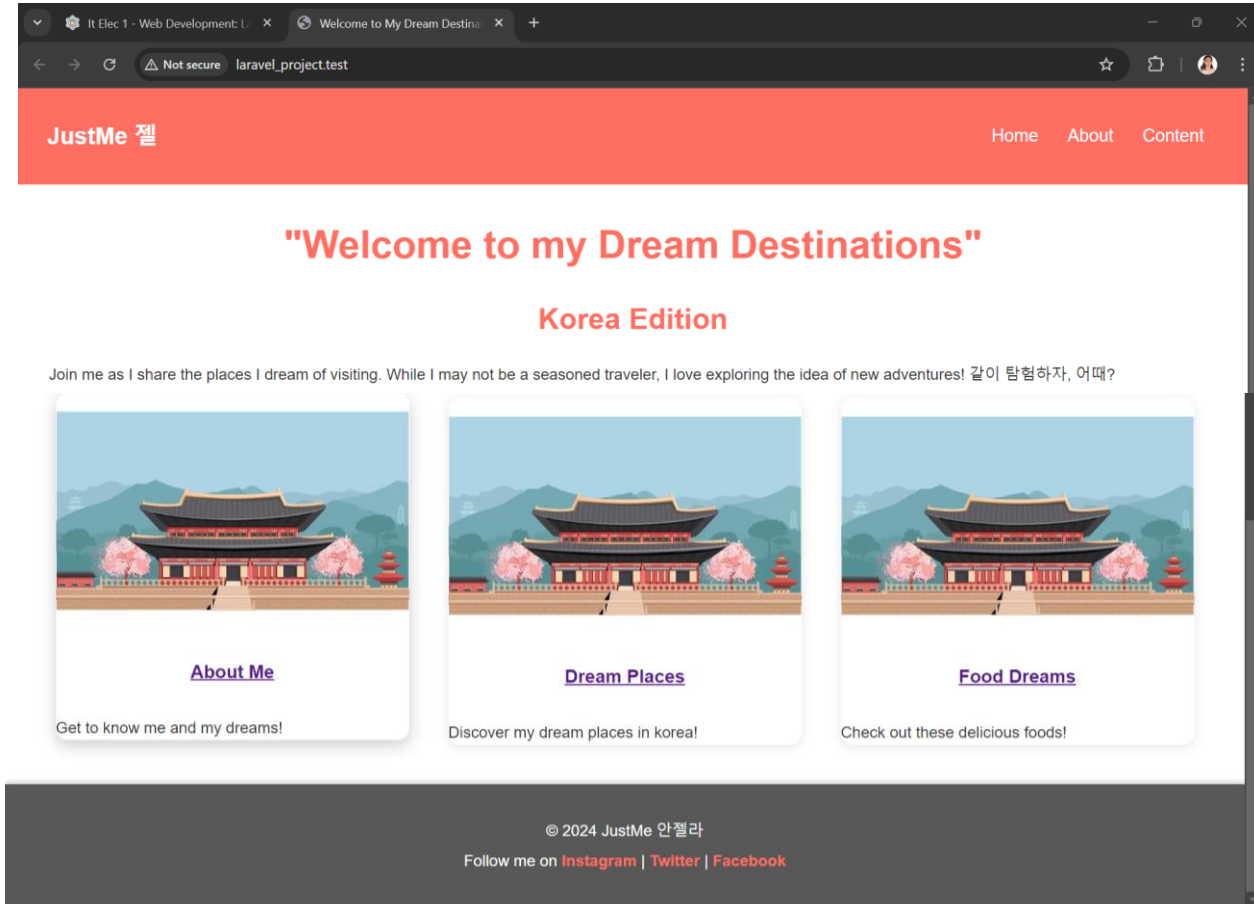 It Elec 1 - Web Development: L
Welcome to My Dream Destina
Not secure
laravel_project.test
JustMe 젤
Home
About
Content
"Welcome to my Dream Destinations"
Korea Edition
Join me as I share the places I dream of visiting. While I may not be a seasoned traveler, I love exploring the idea of new adventures! 같이 탐험하자, 어때?
About Me
Dream Places
Food Dreams
Get to know me and my dreams!
Discover my dream places in korea!
Check out these delicious foods!
© 2024 JustMe 안젤라
Follow me on Instagram | Twitter | Facebook